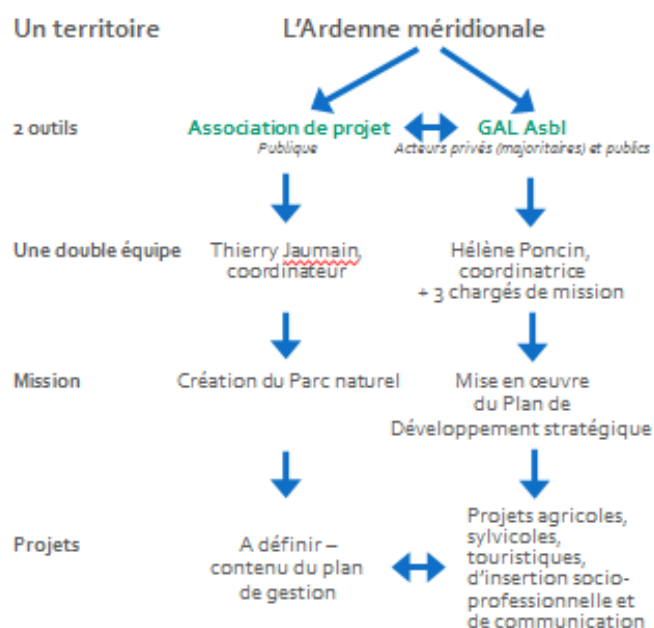 Un territoire L'Ardenne méridionale
2 outils Association de projet GAL Asbl
Publique Acteurs privés (majoritaires) et publics
Une double équipe Thierry Jaumain, Hélène Poncin,
coordinateur coordinatrice
+ 3 chargés de mission
Mission Création du Parc naturel Mise en œuvre
du Plan de
Développement stratégique
Projets A définir – Projets agricoles,
contenu du plan sylvicoles,
de gestion touristiques,
d'insertion socio-
professionnelle et
de communication